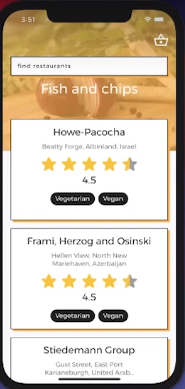 3:51
find restaurants
Fish and chips
Howe-Pacocha
Beatty Forge, Albinland, Israel
4.5
Vegetarian Vegan
Frami, Herzog and Osinski
Hellen View, North New
Mariehaven, Azerbaijan
4.5
Vegetarian Vegan
Stiedemann Group
Gust Street, East Port
Karianeburgh, United Arab...